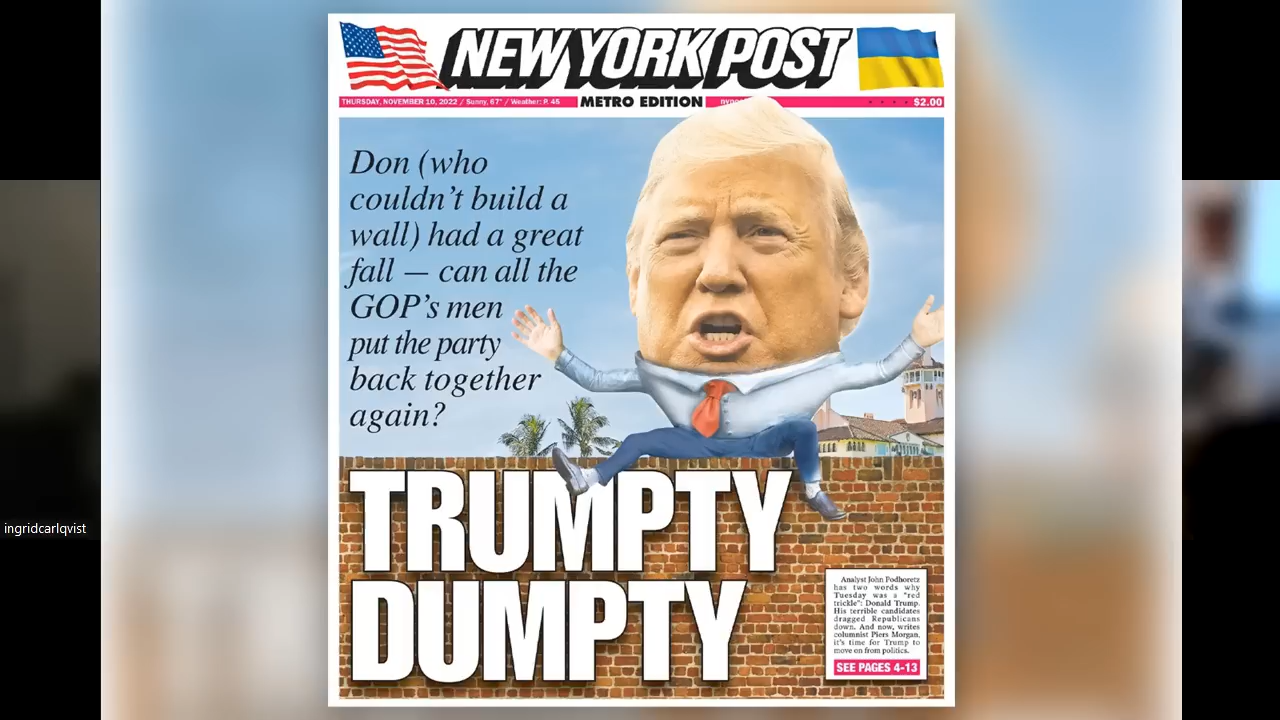 NEW YORK POST
THURSDAY, NOVEMBER 10, 2022 / Sunny, 67° / Weather: P. 45
METRO EDITION
$2.00
Don (who
couldn't build a
wall) had a great
fall — can all the
GOP's men
put the party
back together
again?
TRUMPTY
DUMPTY
Analyst John Podhoretz
has two words why
Tuesday was a "red
trickle": Donald Trump.
His terrible candidates
dragged Republicans
down. And now, writes
columnist Piers Morgan,
it's time for Trump to
move on from politics.
SEE PAGES 4-13
ingridcarlqvist